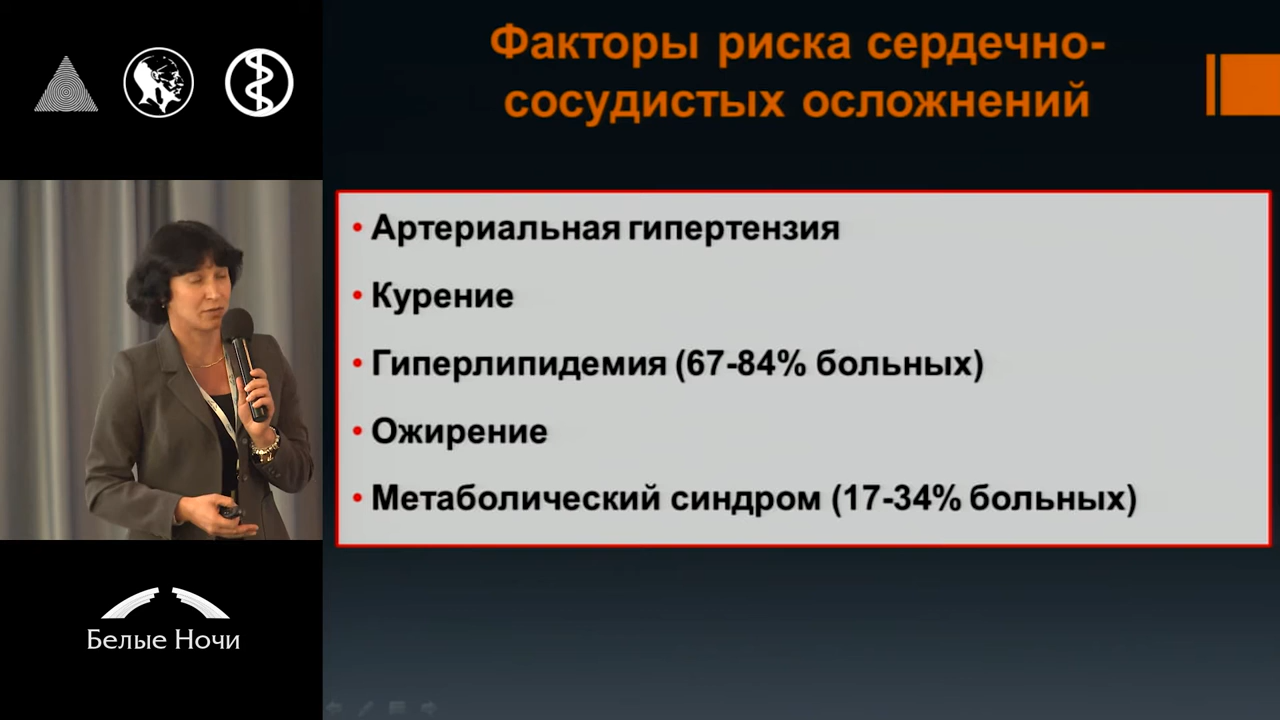 Факторы риска сердечно-
сосудистых осложнений
• Артериальная гипертензия
• Курение
• Гиперлипидемия (67-84% больных)
• Ожирение
• Метаболический синдром (17-34% больных)
Белые Ночи